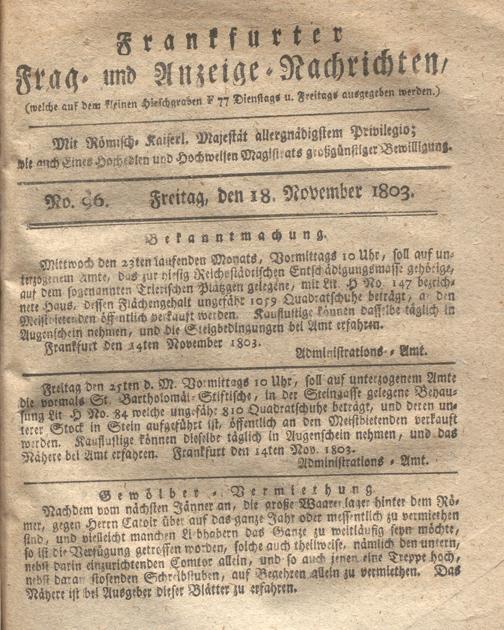 Frankfurter
Frag- und Anzeige-Nachrichten,
(welche auf dem kleinen Hirschgraben F 77 Dienstags u. Freitags ausgegeben werden.)
Mit Römisch-Kaiserl. Majestät allergnädigstem Privilegio;
wie auch Eines Hochedlen und Hochweisen Magistrats großgünstiger Bewilligung.
No. 96. Freitag, den 18. November 1803.
Bekanntmachung.
Mittwoch den 23ten laufenden Monats, Vormittags 10 Uhr, soll auf un-
terzogenem Amte, das zur hiesig Reichsstädtischen Entschädigungsmasse gehörige,
auf dem sogenannten Trierischen Plätzgen gelegene, mit Lit. H No. 147 bezeich-
nete Haus, dessen Flächengehalt ungefähr 1059 Quadratschuhe beträgt, an den
Meistbietenden öffentlich verkauft werden. Kauflustige können dasselbe täglich in
Augenschein nehmen, und die Steigbedingungen bei Amt erfahren.
Frankfurt den 14ten November 1803.
Administrations-Amt.
Freitag den 25ten d. M. Vormittags 10 Uhr, soll auf unterzogenem Amte
die vormals St. Bartholomäi-Stiftische, in der Steingasse gelegene Behau-
sung Lit. H No. 84 welche ungefähr 810 Quadratschuhe beträgt, und deren un-
terer Stock in Stein aufgeführt ist, öffentlich an den Meistbietenden verkauft
werden. Kauflustige können dieselbe täglich in Augenschein nehmen, und das
Nähere bei Amt erfahren. Frankfurt den 14ten Nov. 1803.
Administrations-Amt.
Gewölber-Vermiethung.
Nachdem vom nächsten Jänner an, die große Waarenlager hinter dem Rö-
mer, gegen Herrn Catoir über auf das ganze Jahr oder messentlich zu vermiethen
sind, und vielleicht manchen Liebhabern das Ganze zu weitläufig seyn möchte,
so ist die Verfügung getroffen worden, solche auch theilweise, nämlich den untern,
nebst darin einzurichtenden Comtor allein, und so auch jenen eine Treppe hoch,
nebst daran stosenden Schreibstuben, auf Begehren allein zu vermiethen. Das
Nähere ist bei Ausgeber dieser Blätter zu erfahren.